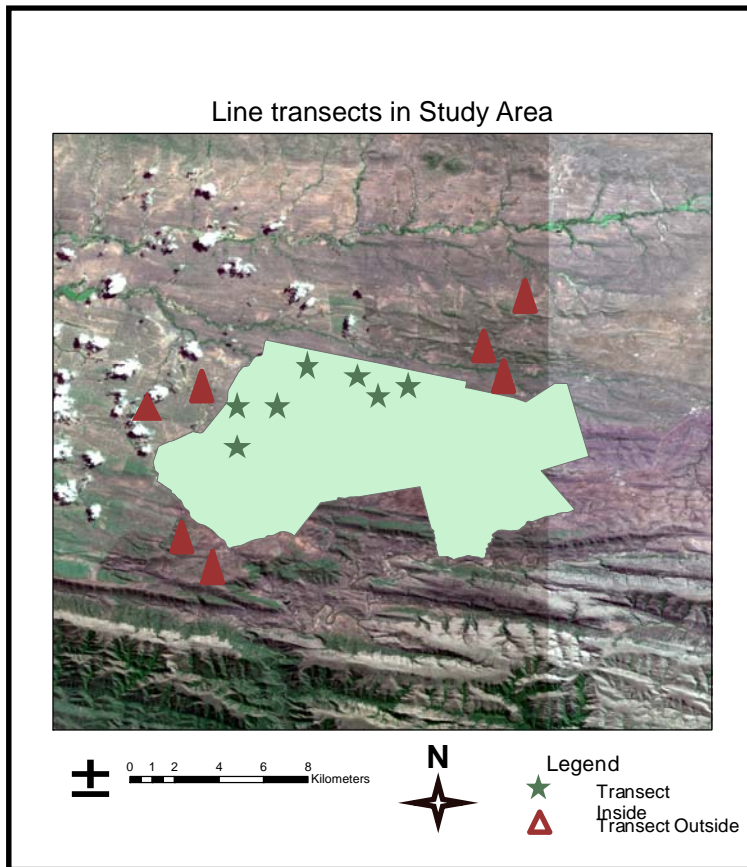 Line transects in Study Area
0 1 2 4 6 8
Kilometers
N
Legend
Transect
Inside
Transect Outside